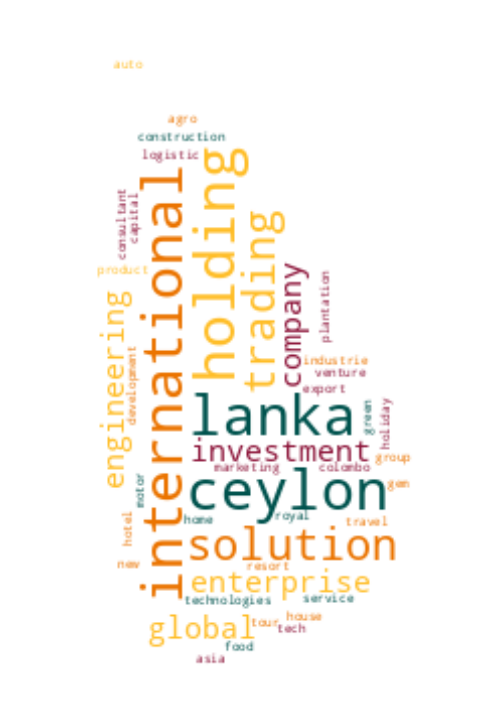 auto
agro
construction
logistic
international
holding
trading
consultant
capital
company
product
plantation
engineering
development
industrie
venture
export
lanka
green
holiday
investment
group
marketing
colombo
ceylon
gem
motor
hotel
home
royal
travel
solution
new
resort
enterprise
technologies
service
global
tour
house
tech
food
asia